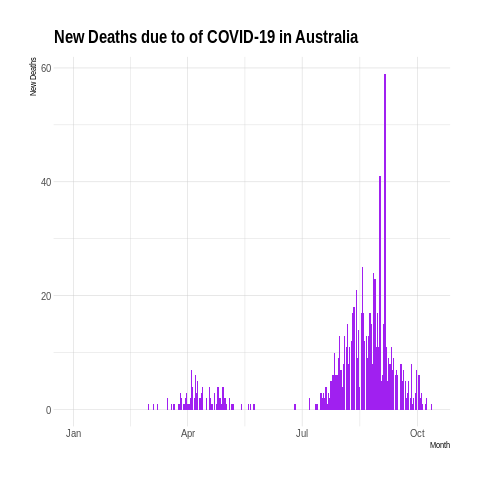 New Deaths due to of COVID-19 in Australia
New Deaths
60
40
20
0
Jan Apr Jul Oct
Month